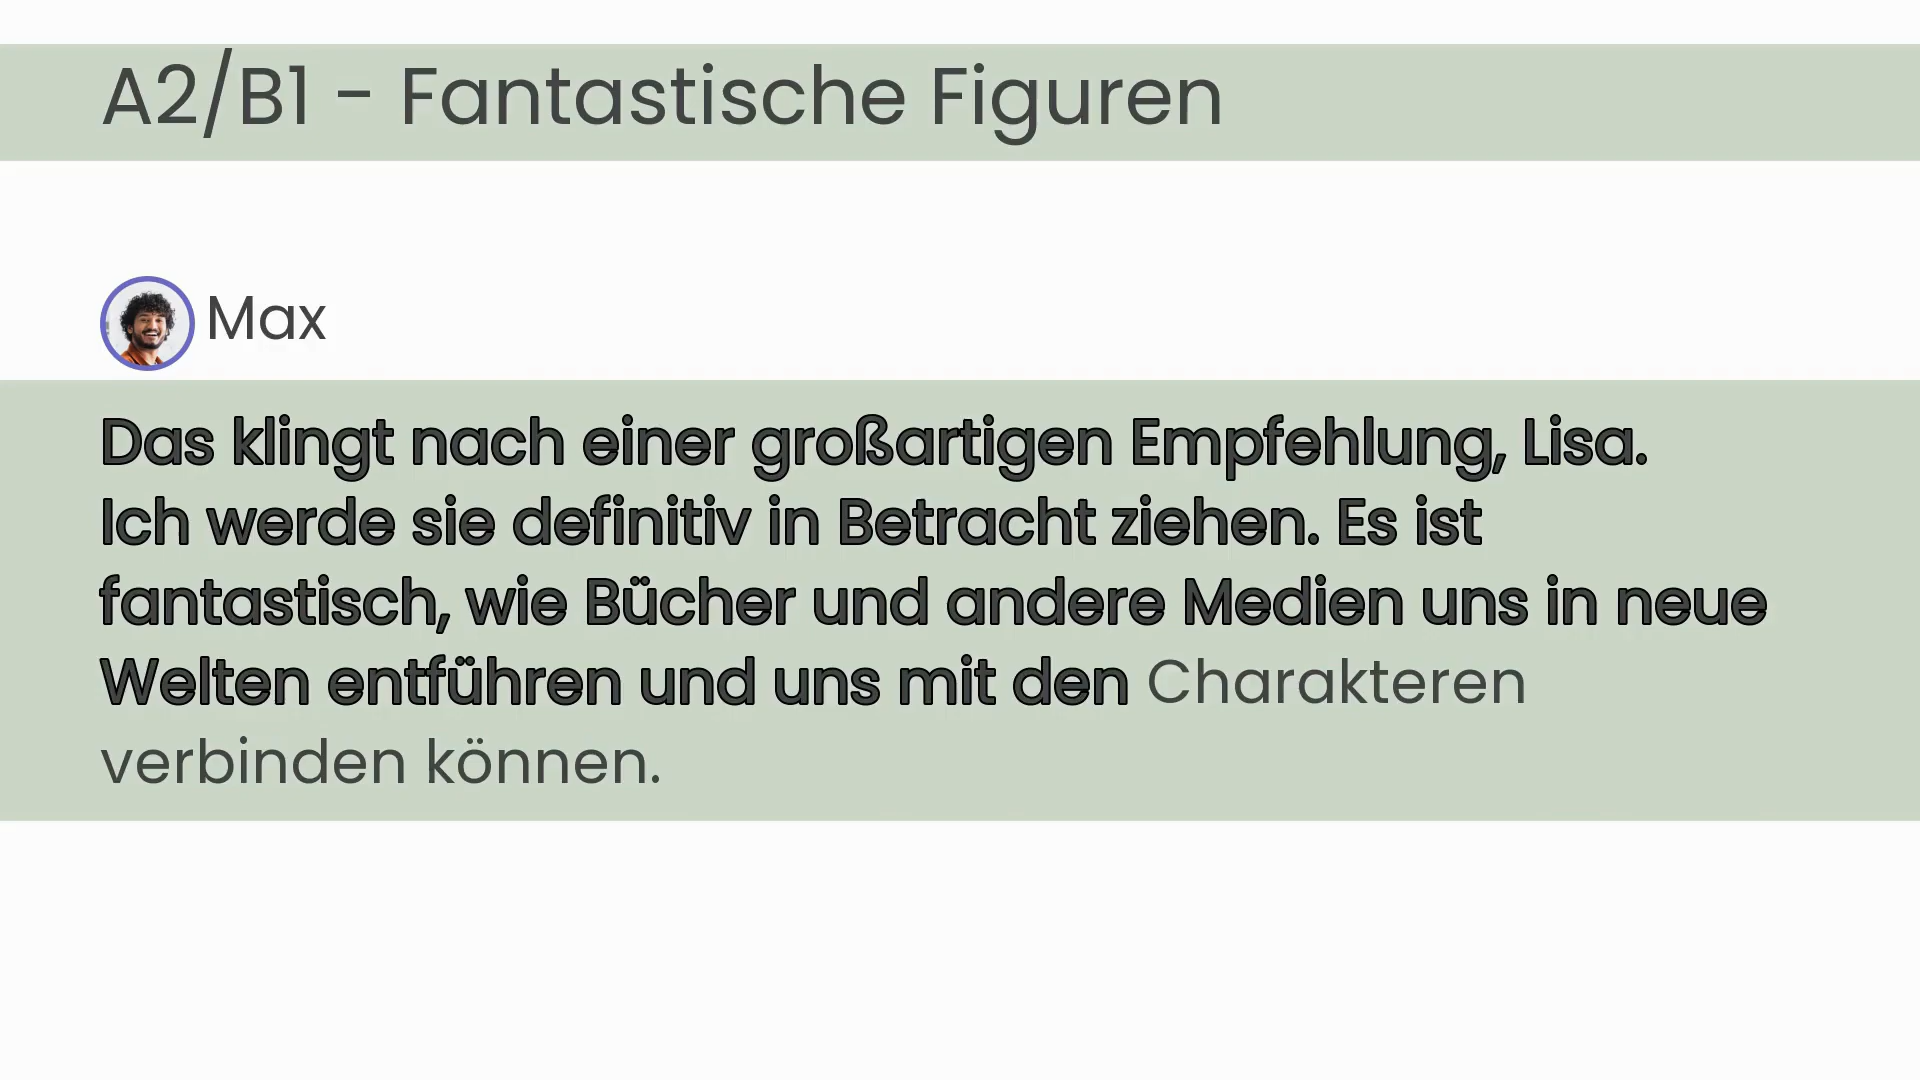 A2/B1 - Fantastische Figuren
Max
Das klingt nach einer großartigen Empfehlung, Lisa.
Ich werde sie definitiv in Betracht ziehen. Es ist
fantastisch, wie Bücher und andere Medien uns in neue
Welten entführen und uns mit den Charakteren
verbinden können.